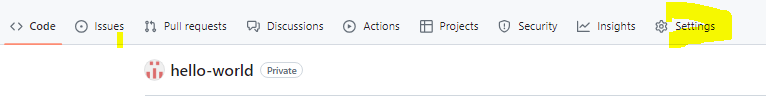 Code Issues Pull requests Discussions Actions Projects Security Insights Settings
hello-world Private